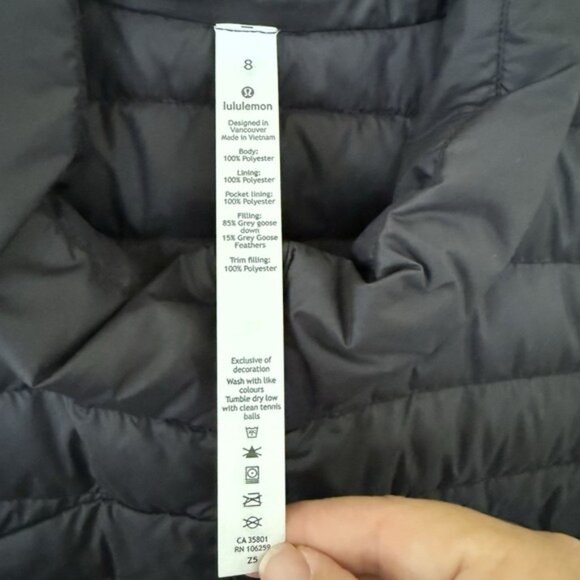 8
lululemon
Designed in
Vancouver
Made in Vietnam
Body:
100% Polyester
Lining:
100% Polyester
Pocket lining:
100% Polyester
Filling:
85% Grey goose
down
15% Grey Goose
Feathers
Trim filling:
100% Polyester
Exclusive of
decoration
Wash with like
colours
Tumble dry low
with clean tennis
balls
CA 35801
RN 106259
Z5